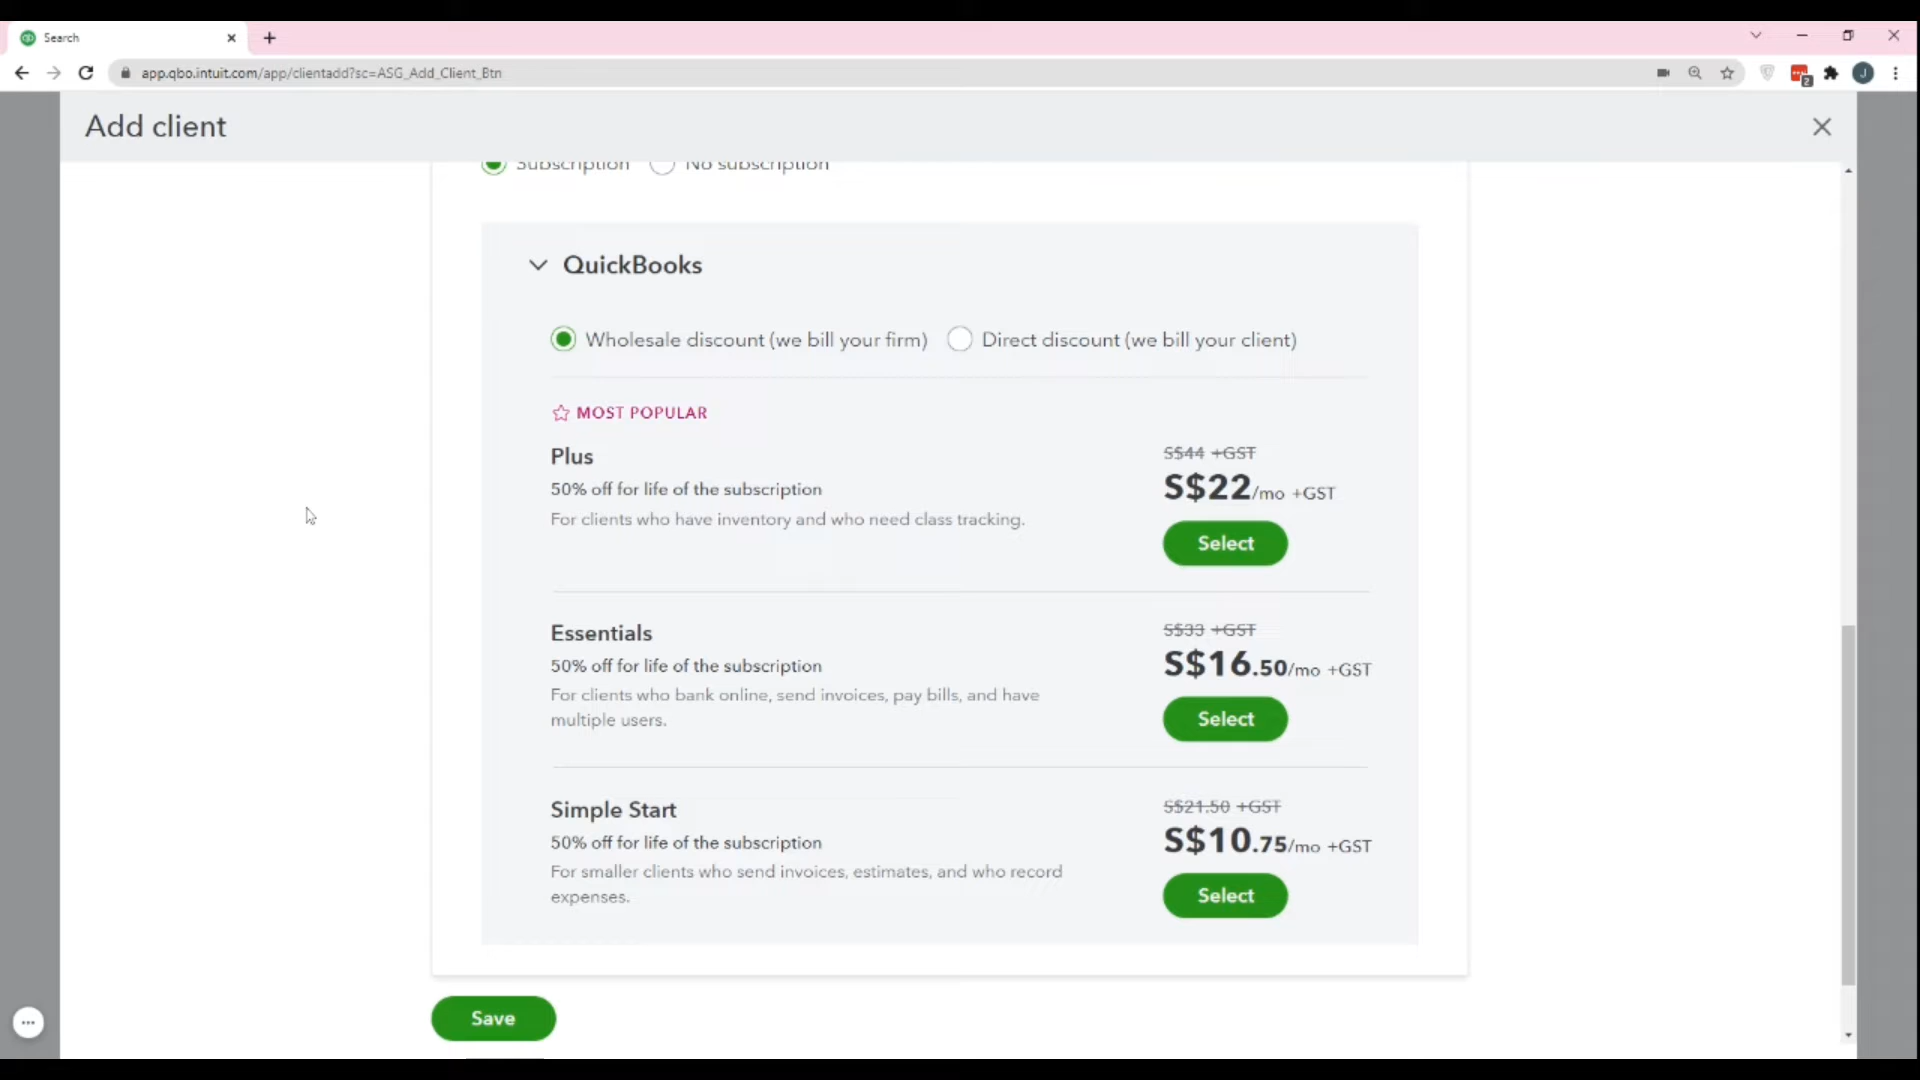 Search
app.qbo.intuit.com/app/clientadd?sc=ASG_Add_Client_Btn
2
J
Add client
Subscription No subscription
QuickBooks
Wholesale discount (we bill your firm) Direct discount (we bill your client)
MOST POPULAR
Plus
S$44 +GST
50% off for life of the subscription
S$22/mo +GST
For clients who have inventory and who need class tracking.
Select
Essentials
S$33 +GST
50% off for life of the subscription
S$16.50/mo +GST
For clients who bank online, send invoices, pay bills, and have
multiple users.
Select
Simple Start
S$21.50 +GST
50% off for life of the subscription
S$10.75/mo +GST
For smaller clients who send invoices, estimates, and who record
expenses.
Select
Save